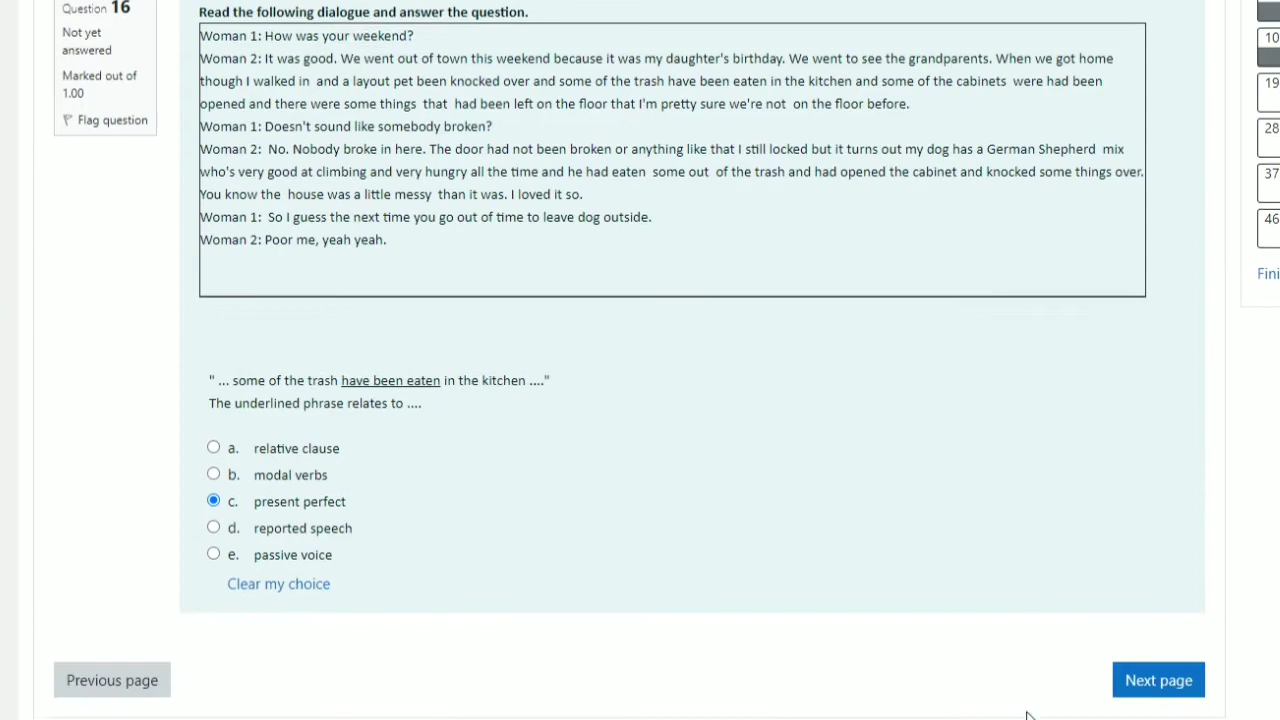 Question 16
Not yet
answered
Marked out of
1.00
Flag question
Read the following dialogue and answer the question.
Woman 1: How was your weekend?
Woman 2: It was good. We went out of town this weekend because it was my daughter's birthday. We went to see the grandparents. When we got home
though I walked in and a layout pet been knocked over and some of the trash have been eaten in the kitchen and some of the cabinets were had been
opened and there were some things that had been left on the floor that I'm pretty sure we're not on the floor before.
Woman 1: Doesn't sound like somebody broken?
Woman 2: No. Nobody broke in here. The door had not been broken or anything like that I still locked but it turns out my dog has a German Shepherd mix
who's very good at climbing and very hungry all the time and he had eaten some out of the trash and had opened the cabinet and knocked some things over.
You know the house was a little messy than it was. I loved it so.
Woman 1: So I guess the next time you go out of time to leave dog outside.
Woman 2: Poor me, yeah yeah.
" ... some of the trash have been eaten in the kitchen ...."
The underlined phrase relates to ....
a. relative clause
b. modal verbs
c. present perfect
d. reported speech
e. passive voice
Clear my choice
Previous page
Next page
10
19
28
37
46
Fini